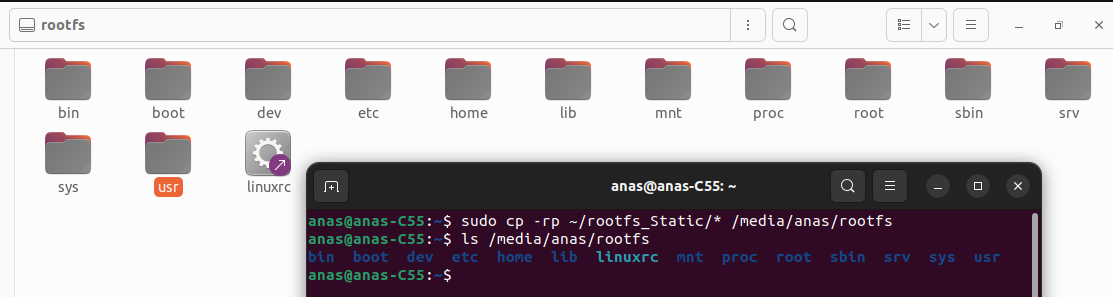 rootfs
bin boot dev etc home lib mnt proc root sbin srv
sys usr linuxrc
anas@anas-C55: ~
anas@anas-C55:~$ sudo cp -rp ~/rootfs_Static/* /media/anas/rootfs
anas@anas-C55:~$ ls /media/anas/rootfs
bin boot dev etc home lib linuxrc mnt proc root sbin srv sys usr
anas@anas-C55:~$